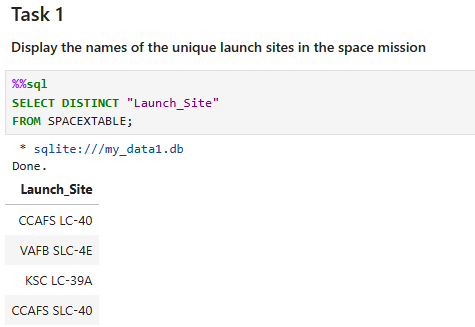 Task 1
Display the names of the unique launch sites in the space mission
%%sql
SELECT DISTINCT "Launch_Site"
FROM SPACEXTABLE;
* sqlite:///my_data1.db
Done.
Launch_Site
CCAFS LC-40
VAFB SLC-4E
KSC LC-39A
CCAFS SLC-40